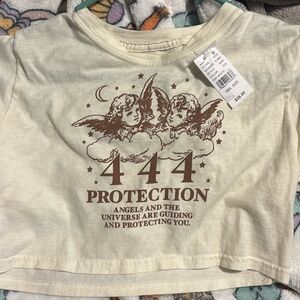 444
PROTECTION
ANGELS AND THE
UNIVERSE ARE GUIDING
AND PROTECTING YOU.